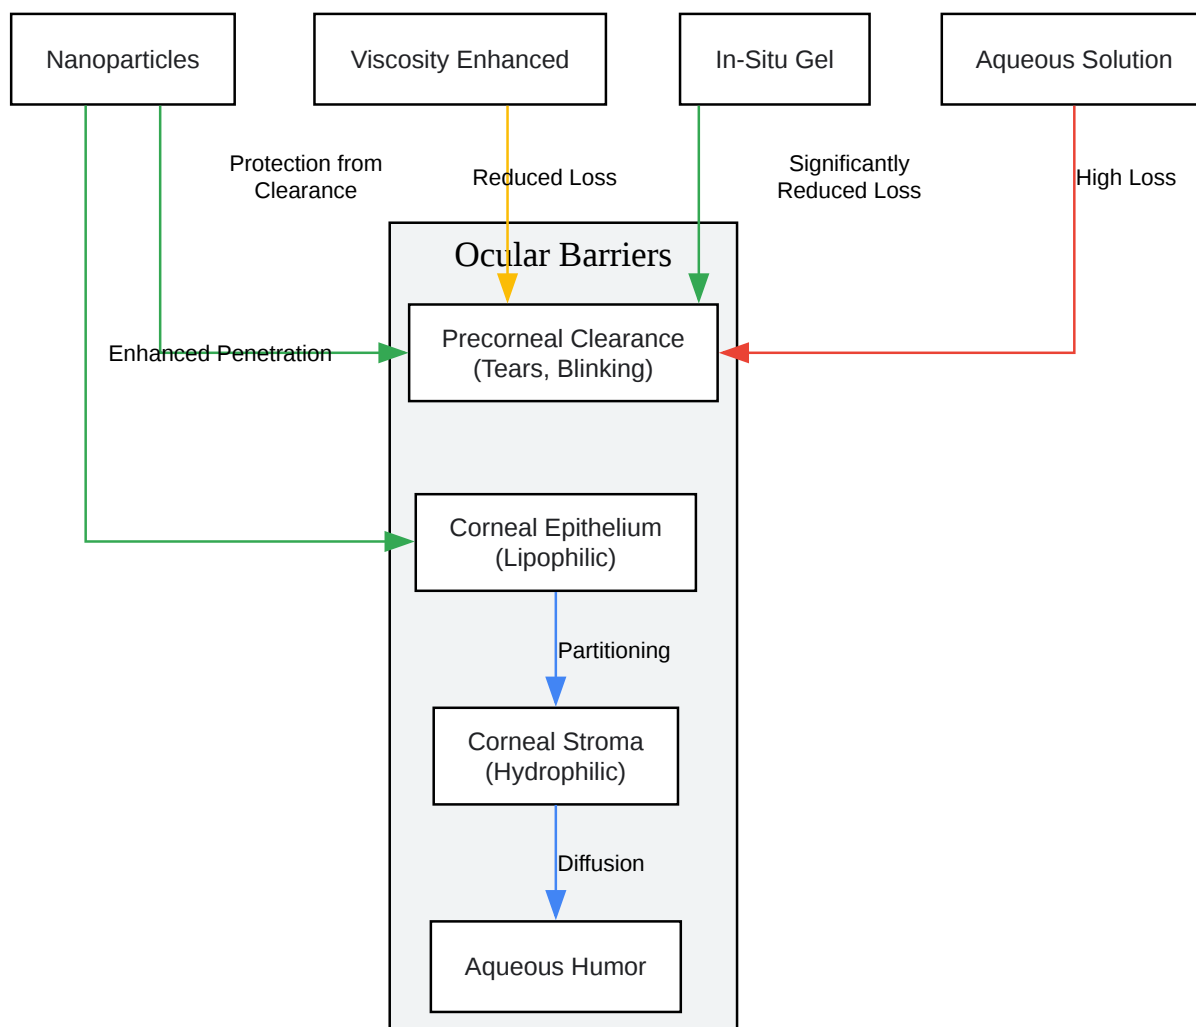 Nanoparticles
Viscosity Enhanced
In-Situ Gel
Aqueous Solution
Protection from
Clearance
Reduced Loss
Significantly
Reduced Loss
High Loss
Ocular Barriers
Precorneal Clearance
(Tears, Blinking)
Enhanced Penetration
Corneal Epithelium
(Lipophilic)
Partitioning
Corneal Stroma
(Hydrophilic)
Diffusion
Aqueous Humor